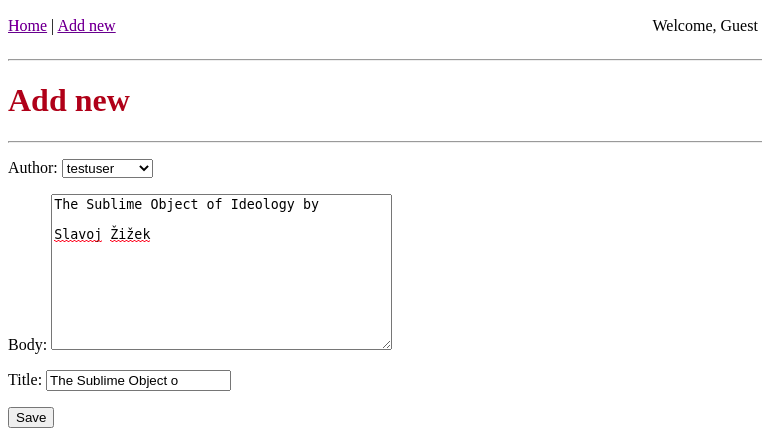 Home | Add new
Welcome, Guest
Add new
Author: testuser
The Sublime Object of Ideology by
Slavoj Žižek
Body:
Title: The Sublime Object o
Save